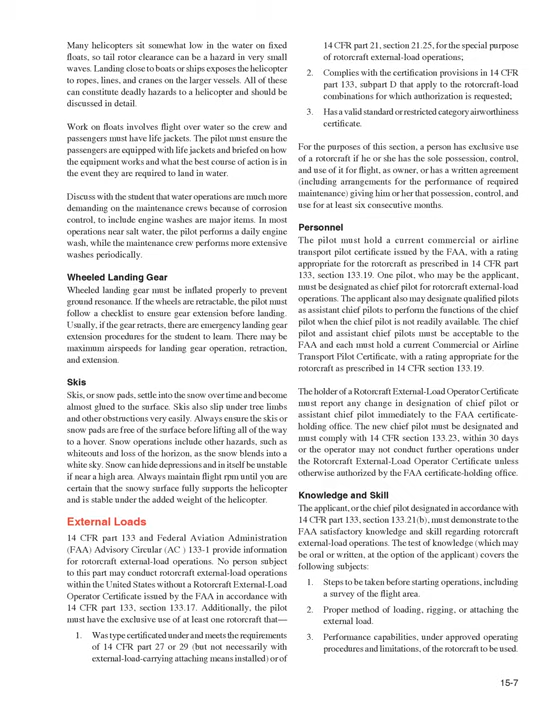 Many helicopters sit somewhat low in the water on fixed
floats, so tail rotor clearance can be a hazard in very small
waves. Landing close to boats or ships exposes the helicopter
to ropes, lines, and cranes on the larger vessels. All of these
can constitute deadly hazards to a helicopter and should be
discussed in detail.
Work on floats involves flight over water so the crew and
passengers must have life jackets. The pilot must ensure the
passengers are equipped with life jackets and briefed on how
the equipment works and what the best course of action is in
the event they are required to land in water.
Discuss with the student that water operations are much more
demanding on the maintenance crews because of corrosion
control, to include engine washes are major items. In most
operations near salt water, the pilot performs a daily engine
wash, while the maintenance crew performs more extensive
washes periodically.
Wheeled Landing Gear
Wheeled landing gear must be inflated properly to prevent
ground resonance. If the wheels are retractable, the pilot must
follow a checklist to ensure gear extension before landing.
Usually, if the gear retracts, there are emergency landing gear
extension procedures for the student to learn. There may be
maximum airspeeds for landing gear operation, retraction,
and extension.
Skis
Skis, or snow pads, settle into the snow over time and become
almost glued to the surface. Skis also slip under tree limbs
and other obstructions very easily. Always ensure the skis or
snow pads are free of the surface before lifting all of the way
to a hover. Snow operations include other hazards, such as
whiteouts and loss of the horizon, as the snow blends into a
white sky. Snow can hide depressions and in itself be unstable
if near a high area. Always maintain flight rpm until you are
certain that the snowy surface fully supports the helicopter
and is stable under the added weight of the helicopter.
External Loads
14 CFR part 133 and Federal Aviation Administration
(FAA) Advisory Circular (AC ) 133-1 provide information
for rotorcraft external-load operations. No person subject
to this part may conduct rotorcraft external-load operations
within the United States without a Rotorcraft External-Load
Operator Certificate issued by the FAA in accordance with
14 CFR part 133, section 133.17. Additionally, the pilot
must have the exclusive use of at least one rotorcraft that—
1. Was type certificated under and meets the requirements
of 14 CFR part 27 or 29 (but not necessarily with
external-load-carrying attaching means installed) or of
14 CFR part 21, section 21.25, for the special purpose
of rotorcraft external-load operations;
2. Complies with the certification provisions in 14 CFR
part 133, subpart D that apply to the rotorcraft-load
combinations for which authorization is requested;
3. Has a valid standard or restricted category airworthiness
certificate.
For the purposes of this section, a person has exclusive use
of a rotorcraft if he or she has the sole possession, control,
and use of it for flight, as owner, or has a written agreement
(including arrangements for the performance of required
maintenance) giving him or her that possession, control, and
use for at least six consecutive months.
Personnel
The pilot must hold a current commercial or airline
transport pilot certificate issued by the FAA, with a rating
appropriate for the rotorcraft as prescribed in 14 CFR part
133, section 133.19. One pilot, who may be the applicant,
must be designated as chief pilot for rotorcraft external-load
operations. The applicant also may designate qualified pilots
as assistant chief pilots to perform the functions of the chief
pilot when the chief pilot is not readily available. The chief
pilot and assistant chief pilots must be acceptable to the
FAA and each must hold a current Commercial or Airline
Transport Pilot Certificate, with a rating appropriate for the
rotorcraft as prescribed in 14 CFR section 133.19.
The holder of a Rotorcraft External-Load Operator Certificate
must report any change in designation of chief pilot or
assistant chief pilot immediately to the FAA certificate-
holding office. The new chief pilot must be designated and
must comply with 14 CFR section 133.23, within 30 days
or the operator may not conduct further operations under
the Rotorcraft External-Load Operator Certificate unless
otherwise authorized by the FAA certificate-holding office.
Knowledge and Skill
The applicant, or the chief pilot designated in accordance with
14 CFR part 133, section 133.21(b), must demonstrate to the
FAA satisfactory knowledge and skill regarding rotorcraft
external-load operations. The test of knowledge (which may
be oral or written, at the option of the applicant) covers the
following subjects:
1. Steps to be taken before starting operations, including
a survey of the flight area.
2. Proper method of loading, rigging, or attaching the
external load.
3. Performance capabilities, under approved operating
procedures and limitations, of the rotorcraft to be used.
15-7